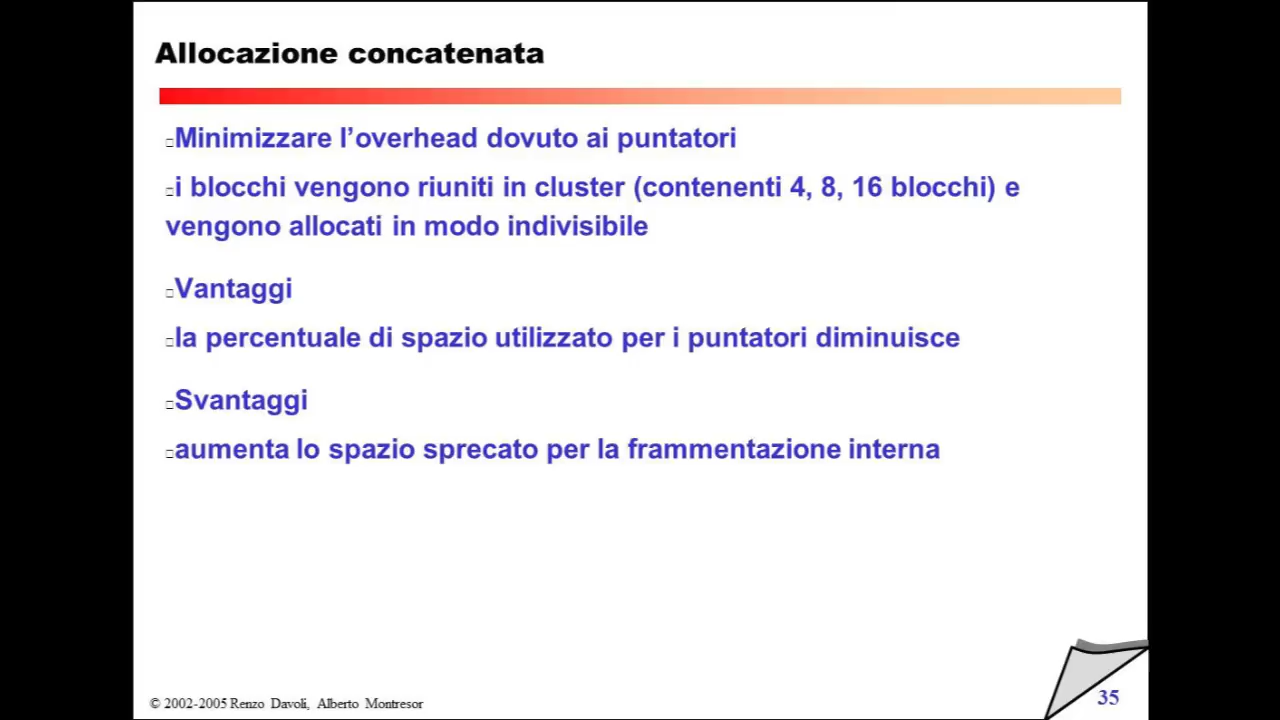 Allocazione concatenata
Minimizzare l’overhead dovuto ai puntatori
i blocchi vengono riuniti in cluster (contenenti 4, 8, 16 blocchi) e
vengono allocati in modo indivisibile
Vantaggi
la percentuale di spazio utilizzato per i puntatori diminuisce
Svantaggi
aumenta lo spazio sprecato per la frammentazione interna
© 2002-2005 Renzo Davoli, Alberto Montresor
35